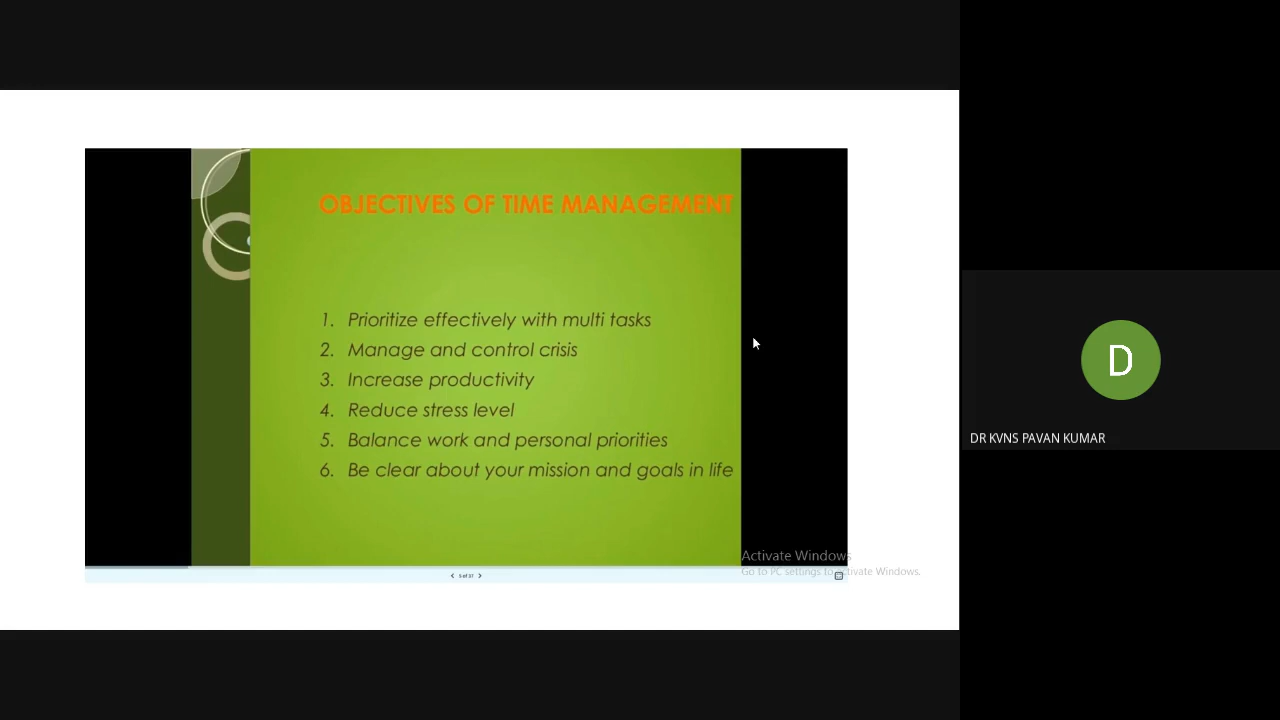 OBJECTIVES OF TIME MANAGEMENT
1. Prioritize effectively with multi tasks
2. Manage and control crisis
3. Increase productivity
4. Reduce stress level
5. Balance work and personal priorities
6. Be clear about your mission and goals in life
Activate Windows
Go to PC settings to activate Windows.
D
DR KVNS PAVAN KUMAR